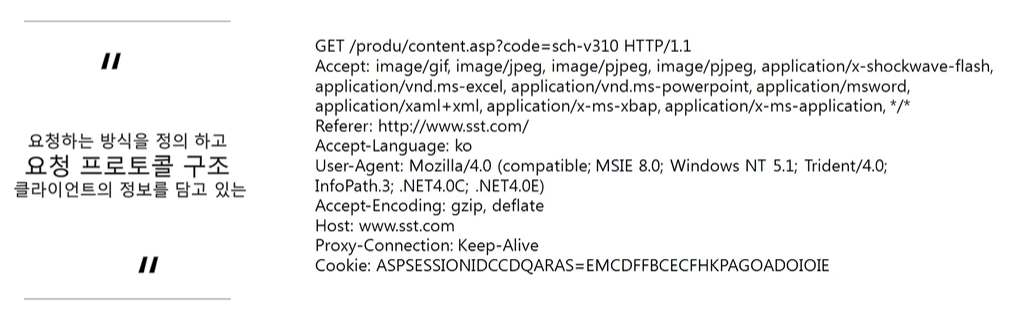 "
요청하는 방식을 정의 하고
요청 프로토콜 구조
클라이언트의 정보를 담고 있는
"
GET /produ/content.asp?code=sch-v310 HTTP/1.1
Accept: image/gif, image/jpeg, image/pjpeg, image/pjpeg, application/x-shockwave-flash,
application/vnd.ms-excel, application/vnd.ms-powerpoint, application/msword,
application/xaml+xml, application/x-ms-xbap, application/x-ms-application, */*
Referer: http://www.sst.com/
Accept-Language: ko
User-Agent: Mozilla/4.0 (compatible; MSIE 8.0; Windows NT 5.1; Trident/4.0;
InfoPath.3; .NET4.0C; .NET4.0E)
Accept-Encoding: gzip, deflate
Host: www.sst.com
Proxy-Connection: Keep-Alive
Cookie: ASPSESSIONIDCCDQARAS=EMCDFFBCECFHKPAGOADOIOIE